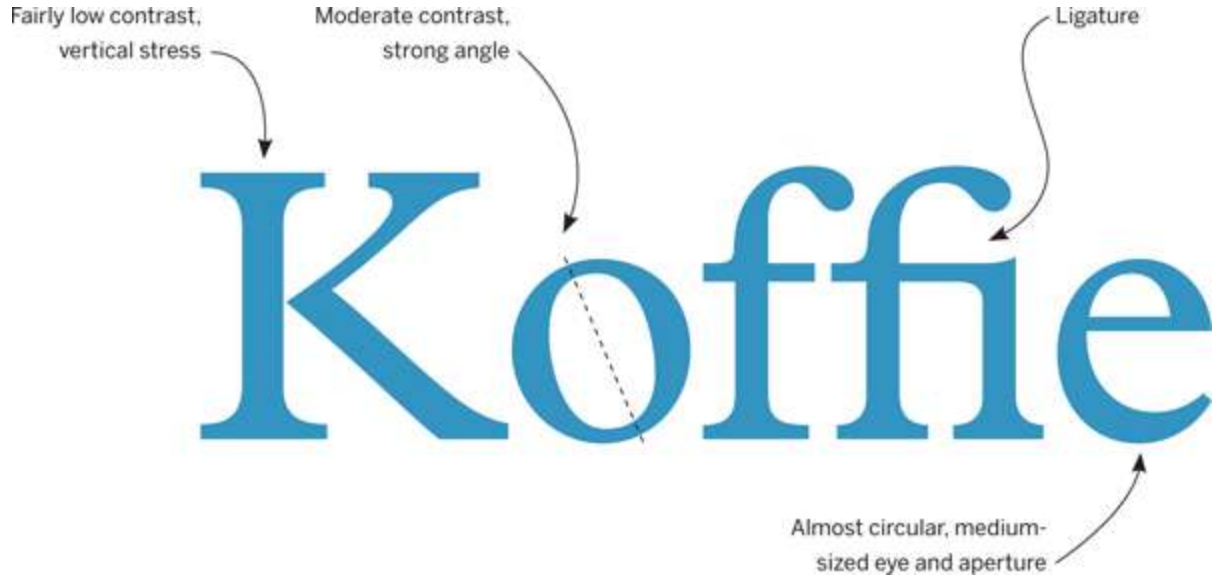 Fairly low contrast,
vertical stress
Moderate contrast,
strong angle
Ligature
Koffie
Almost circular, medium-
sized eye and aperture